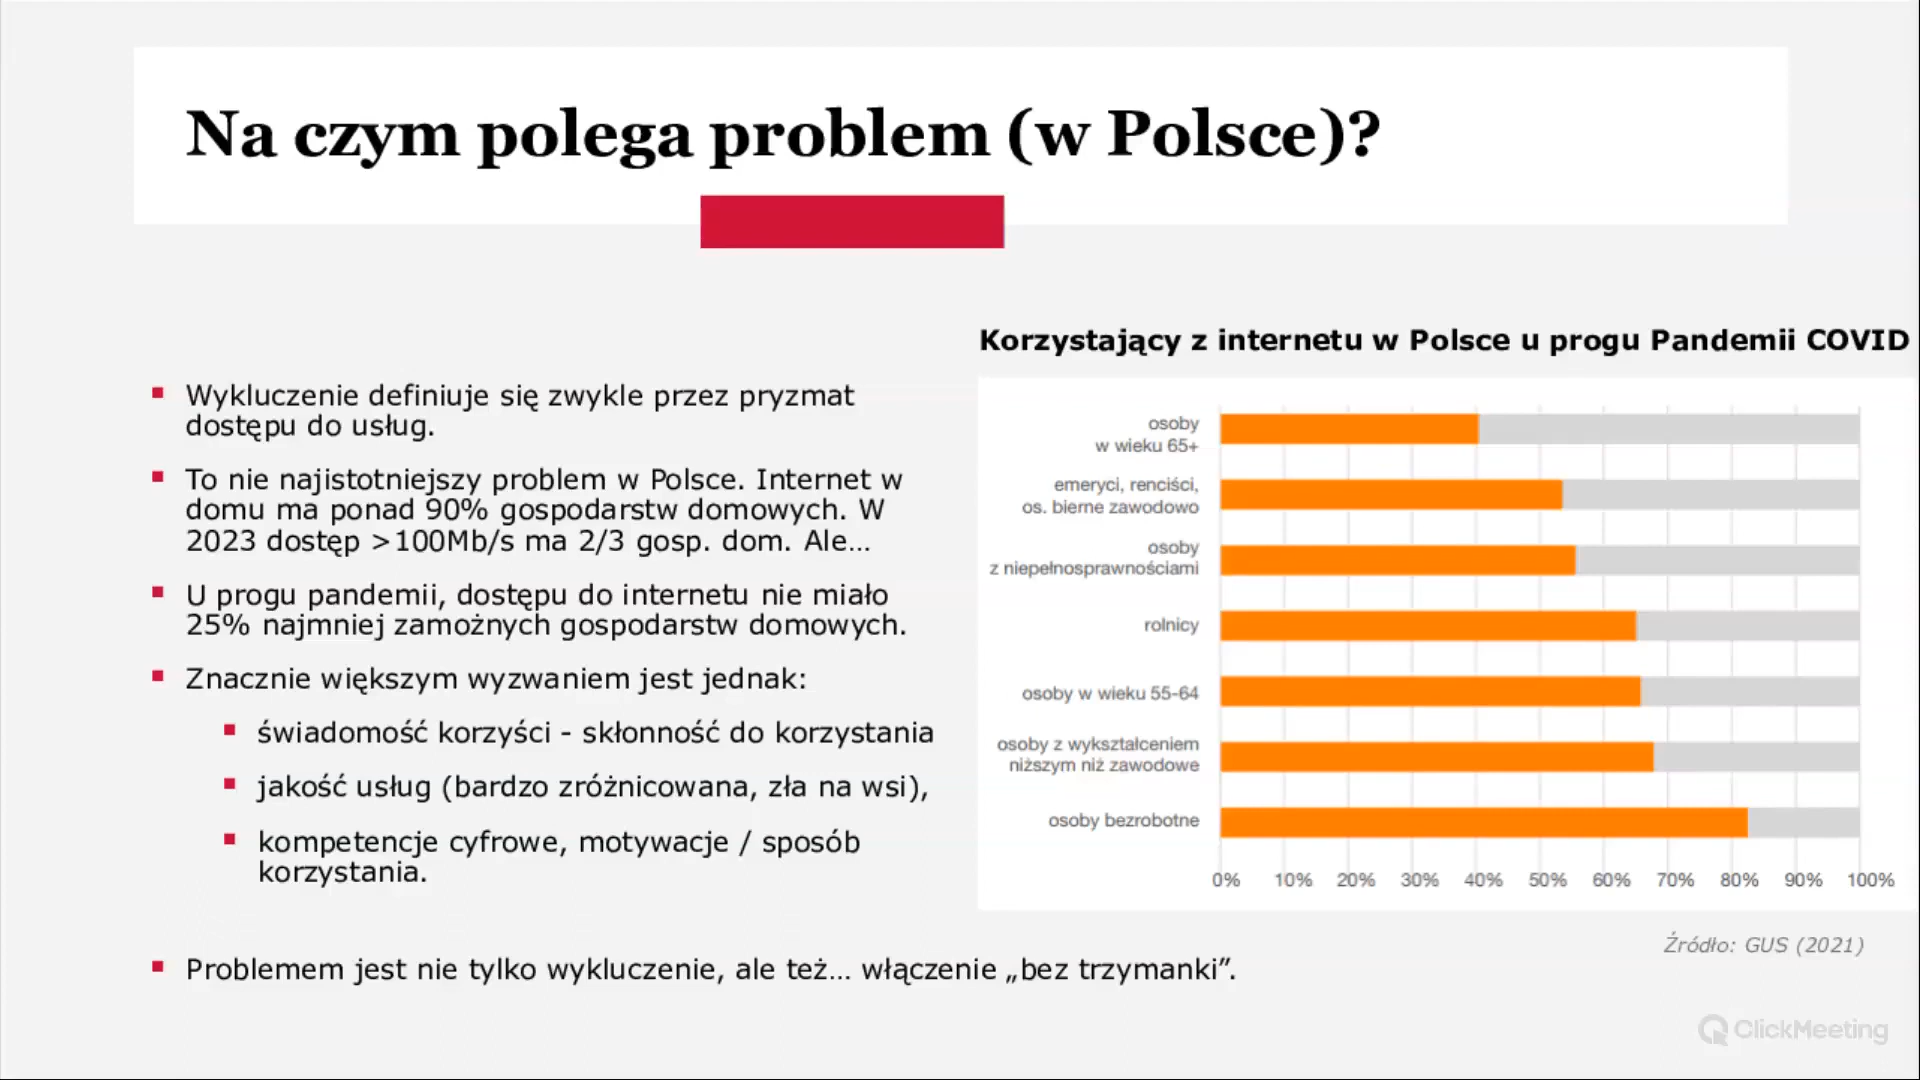 Na czym polega problem (w Polsce)?
Wykluczenie definiuje się zwykle przez pryzmat
dostępu do usług.
To nie najistotniejszy problem w Polsce. Internet w
domu ma ponad 90% gospodarstw domowych. W
2023 dostęp >100Mb/s ma 2/3 gosp. dom. Ale…
U progu pandemii, dostępu do internetu nie miało
25% najmniej zamożnych gospodarstw domowych.
Znacznie większym wyzwaniem jest jednak:
świadomość korzyści - skłonność do korzystania
jakość usług (bardzo zróżnicowana, zła na wsi),
kompetencje cyfrowe, motywacje / sposób
korzystania.
Problemem jest nie tylko wykluczenie, ale też… włączenie „bez trzymanki”.
Korzystający z internetu w Polsce u progu Pandemii COVID
osoby
w wieku 65+
emeryci, renciści,
os. bierne zawodowo
osoby
z niepełnosprawnościami
rolnicy
osoby w wieku 55-64
osoby z wykształceniem
niższym niż zawodowe
osoby bezrobotne
0% 10% 20% 30% 40% 50% 60% 70% 80% 90% 100%
Źródło: GUS (2021)
ClickMeeting